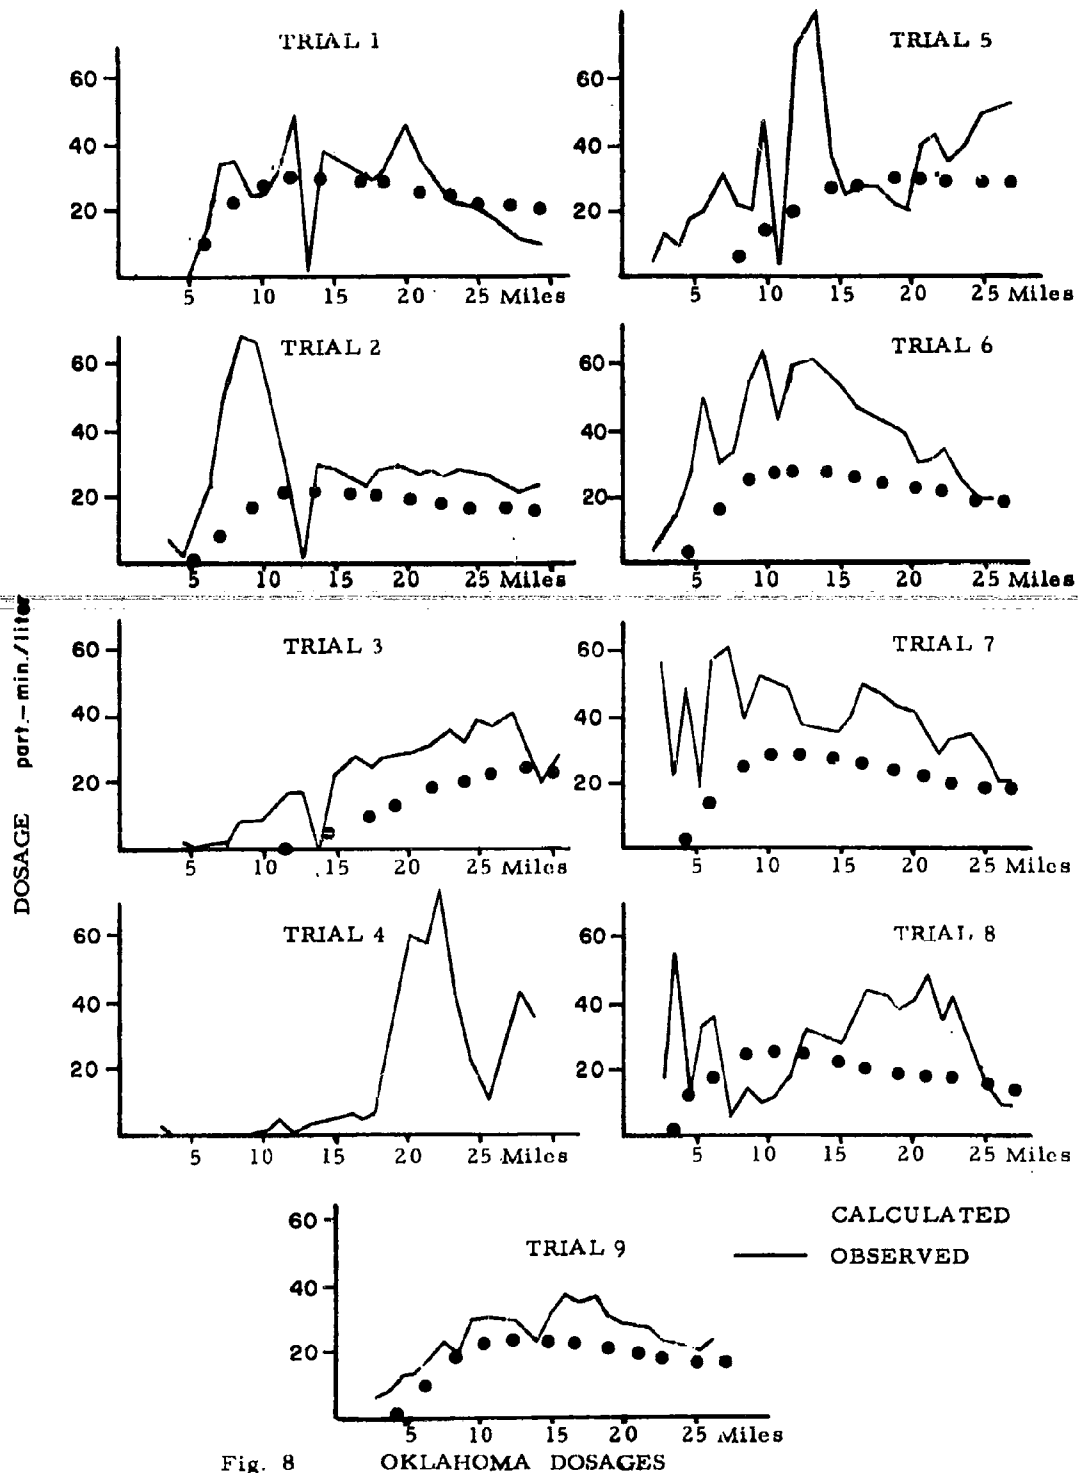 TRIAL 1
60
40
20
5 10 15 20 25 Miles
TRIAL 5
60
40
20
5 10 15 20 25 Miles
TRIAL 2
60
40
20
5 10 15 20 25 Miles
TRIAL 6
60
40
20
5 10 15 20 25 Miles
DOSAGE part.-min./liter
TRIAL 3
60
40
20
5 10 15 20 25 Miles
TRIAL 7
60
40
20
5 10 15 20 25 Miles
TRIAL 4
60
40
20
5 10 15 20 25 Miles
TRIAL 8
60
40
20
5 10 15 20 25 Miles
TRIAL 9
60
40
20
5 10 15 20 25 Miles
CALCULATED
OBSERVED
Fig. 8 OKLAHOMA DOSAGES